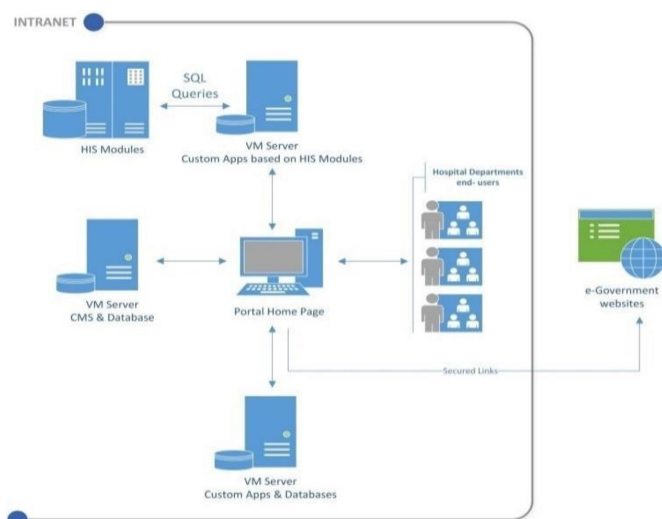 INTRANET
SQL
Queries
HIS Modules
VM Server
Custom Apps based on HIS Modules
Hospital Departments
end- users
VM Server
CMS & Database
Portal Home Page
e-Government
websites
Secured Links
VM Server
Custom Apps & Databases